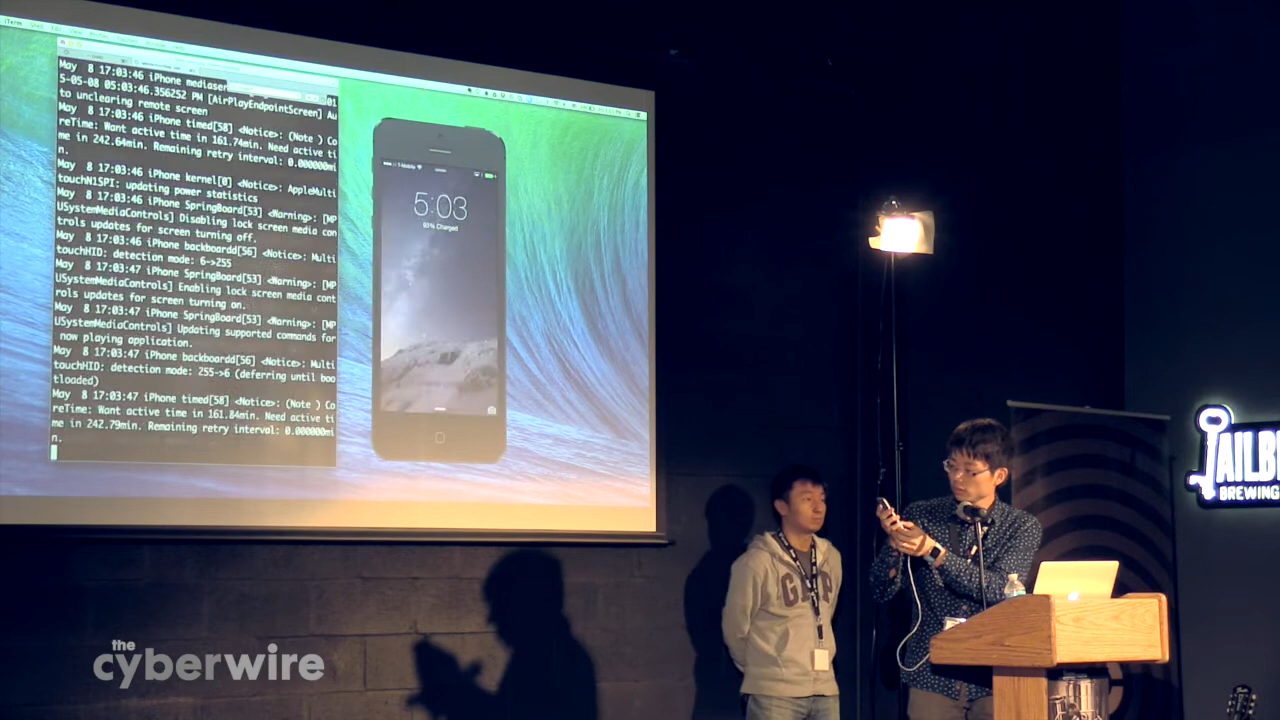 May 8 17:03:46 iPhone mediaser
5-05-08 05:03:46.356252 PM [AirPlayEndpointScreen] Au
to unclearing remote screen
May 8 17:03:46 iPhone timed[58] <Notice>: (Note ) Co
reTime: Want active time in 161.74min. Need active ti
me in 242.64min. Remaining retry interval: 0.000000mi
n.
May 8 17:03:46 iPhone kernel[0] <Notice>: AppleMulti
touchN1SPI: updating power statistics
May 8 17:03:46 iPhone SpringBoard[53] <Warning>: [MP
USystemMediaControls] Disabling lock screen media con
trols updates for screen turning off.
May 8 17:03:46 iPhone backboardd[56] <Notice>: Multi
touchHID: detection mode: 6->255
May 8 17:03:47 iPhone SpringBoard[53] <Warning>: [MP
USystemMediaControls] Enabling lock screen media cont
rols updates for screen turning on.
May 8 17:03:47 iPhone SpringBoard[53] <Warning>: [MP
USystemMediaControls] Updating supported commands for
now playing application.
May 8 17:03:47 iPhone backboardd[56] <Notice>: Multi
touchHID: detection mode: 255->6 (deferring until boo
tloaded)
May 8 17:03:47 iPhone timed[58] <Notice>: (Note ) Co
reTime: Want active time in 161.84min. Need active ti
me in 242.79min. Remaining retry interval: 0.000000mi
n.
T-Mobile
5:03
93% Charged
GAP
JAILB
BREWING
the
cyberwire